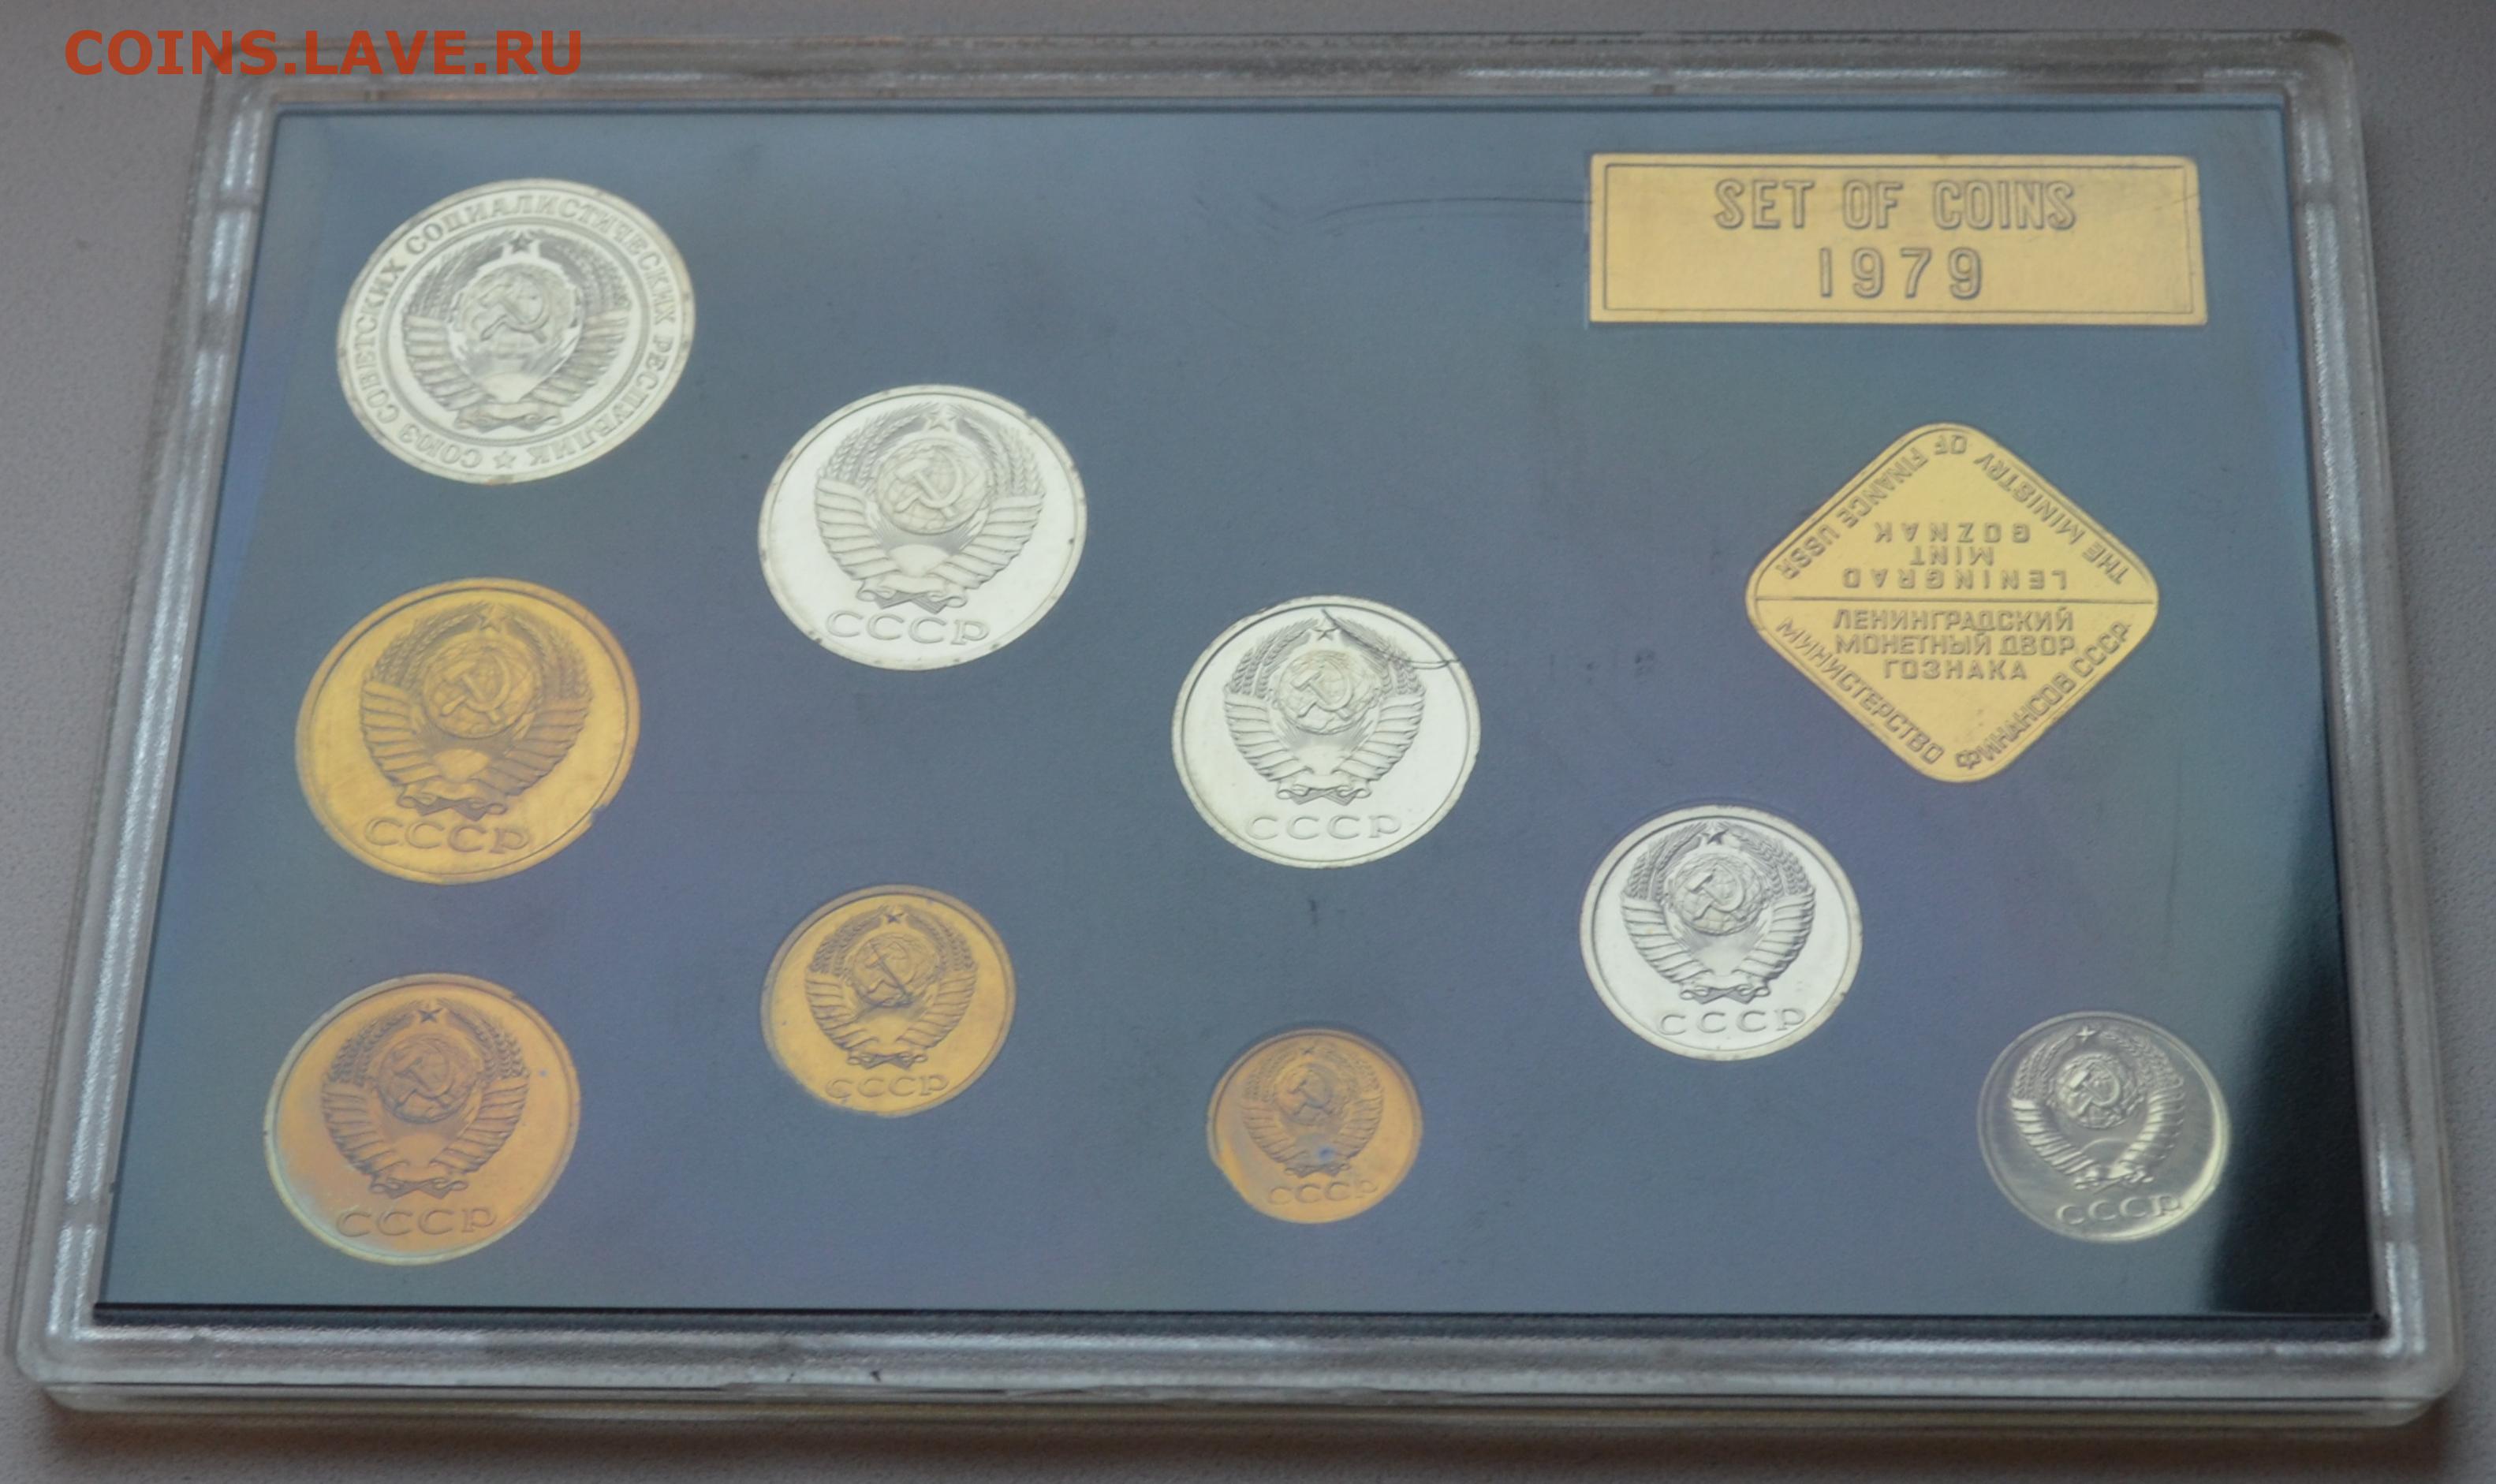 COINS.LAVE.RU
SET OF COINS
1979
СОЮЗ СОВЕТСКИХ СОЦИАЛИСТИЧЕСКИХ РЕСПУБЛИК
СССР
THE MINISTRY OF FINANCE USSR
LENINGRAD
MINT
GOZNAK
ЛЕНИНГРАДСКИЙ
МОНЕТНЫЙ ДВОР
ГОЗНАКА
МИНИСТЕРСТВО ФИНАНСОВ СССР
СССР
СССР
СССР
СССР
СССР
СССР
СССР